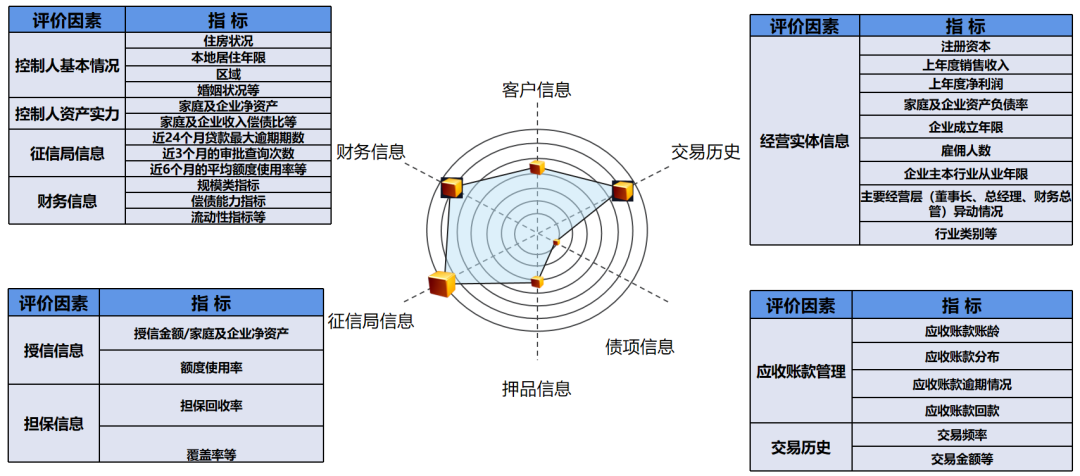 评价因素 指 标
控制人基本情况
住房状况
本地居住年限
区域
婚姻状况等
控制人资产实力
家庭及企业净资产
家庭及企业收入偿债比等
征信局信息
近24个月贷款最大逾期期数
近3个月的审批查询次数
近6个月的平均额度使用率等
财务信息
规模类指标
偿债能力指标
流动性指标等
评价因素 指 标
授信信息
授信金额/家庭及企业净资产
额度使用率
担保信息
担保回收率
覆盖率等
客户信息
财务信息
交易历史
征信局信息
债项信息
押品信息
评价因素 指 标
经营实体信息
注册资本
上年度销售收入
上年度净利润
家庭及企业资产负债率
企业成立年限
雇佣人数
企业主本行业从业年限
主要经营层（董事长、总经理、财务总
管）异动情况
行业类别等
评价因素 指 标
应收账款管理
应收账款账龄
应收账款分布
应收账款逾期情况
应收账款回款
交易历史
交易频率
交易金额等